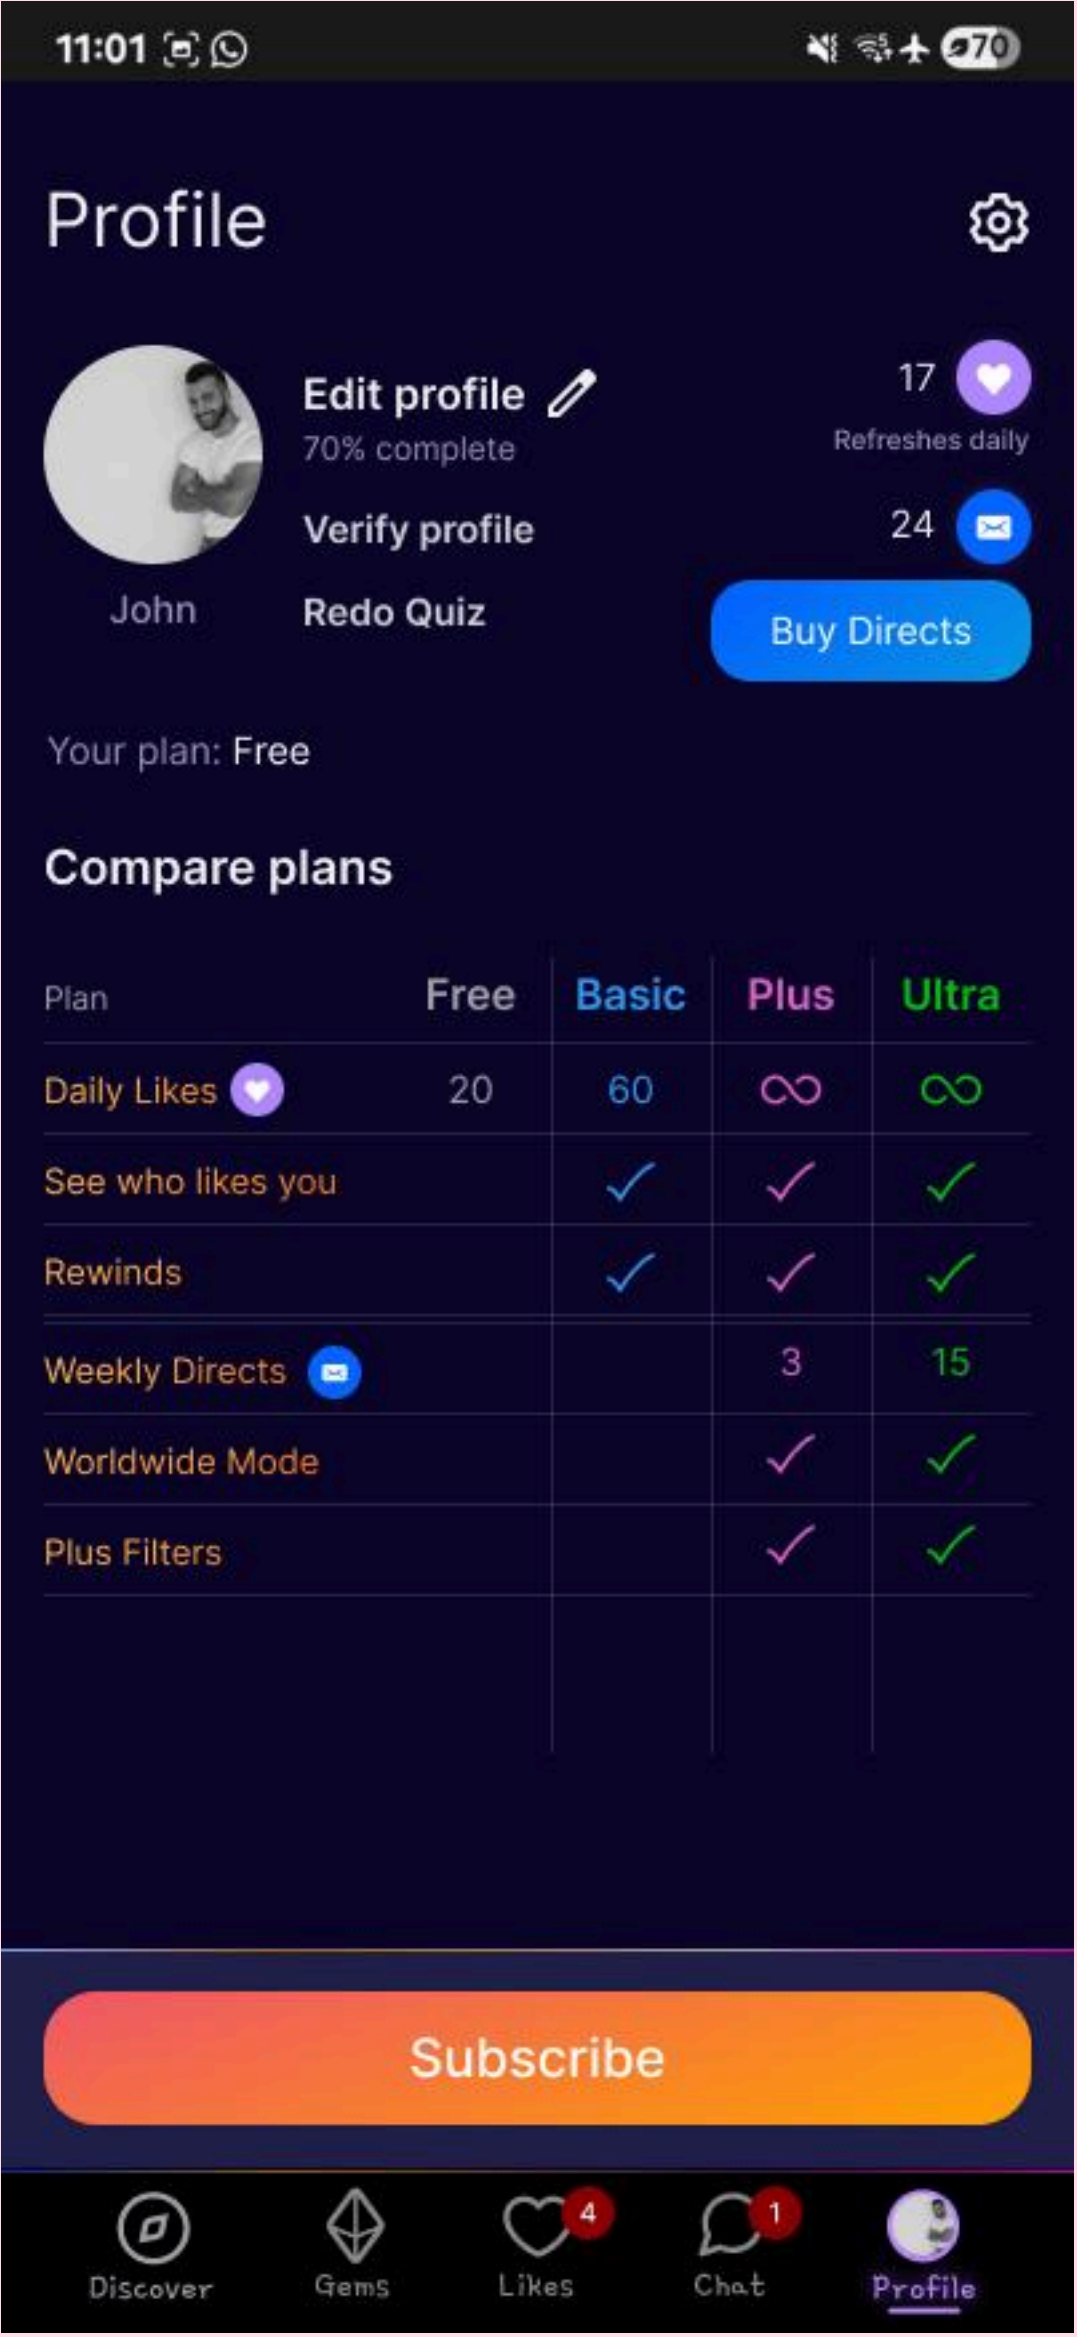 11:01
70
Profile
Edit profile
70% complete
17
Refreshes daily
Verify profile
24
John
Redo Quiz
Buy Directs
Your plan: Free
Compare plans
Plan Free Basic Plus Ultra
Daily Likes 20 60 ∞ ∞
See who likes you ✓ ✓ ✓
Rewinds ✓ ✓ ✓
Weekly Directs 3 15
Worldwide Mode ✓ ✓
Plus Filters ✓ ✓
Subscribe
4 1
Discover Gems Likes Chat Profile